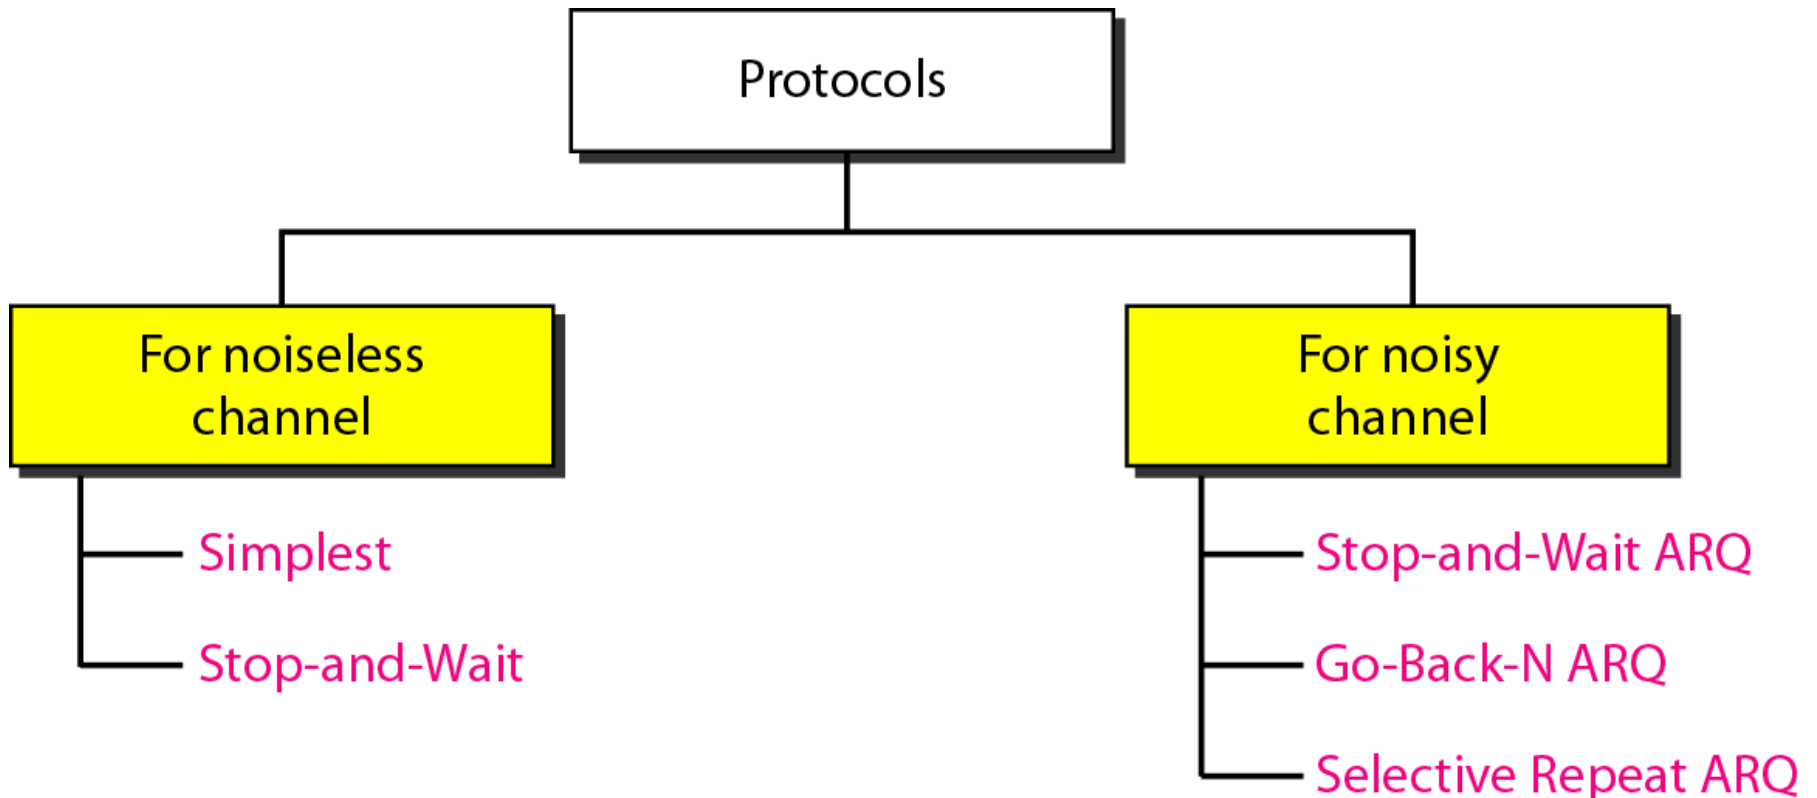 Protocols
For noiseless
channel
For noisy
channel
Simplest
Stop-and-Wait
Stop-and-Wait ARQ
Go-Back-N ARQ
Selective Repeat ARQ